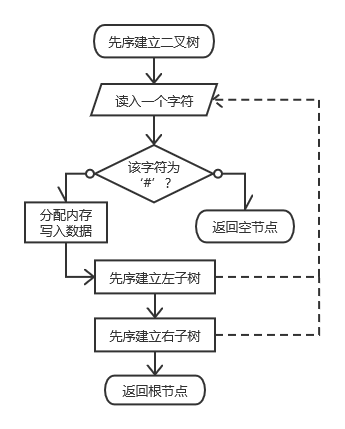 先序建立二叉树
读入一个字符
该字符为
‘#’？
分配内存
写入数据
返回空节点
先序建立左子树
先序建立右子树
返回根节点